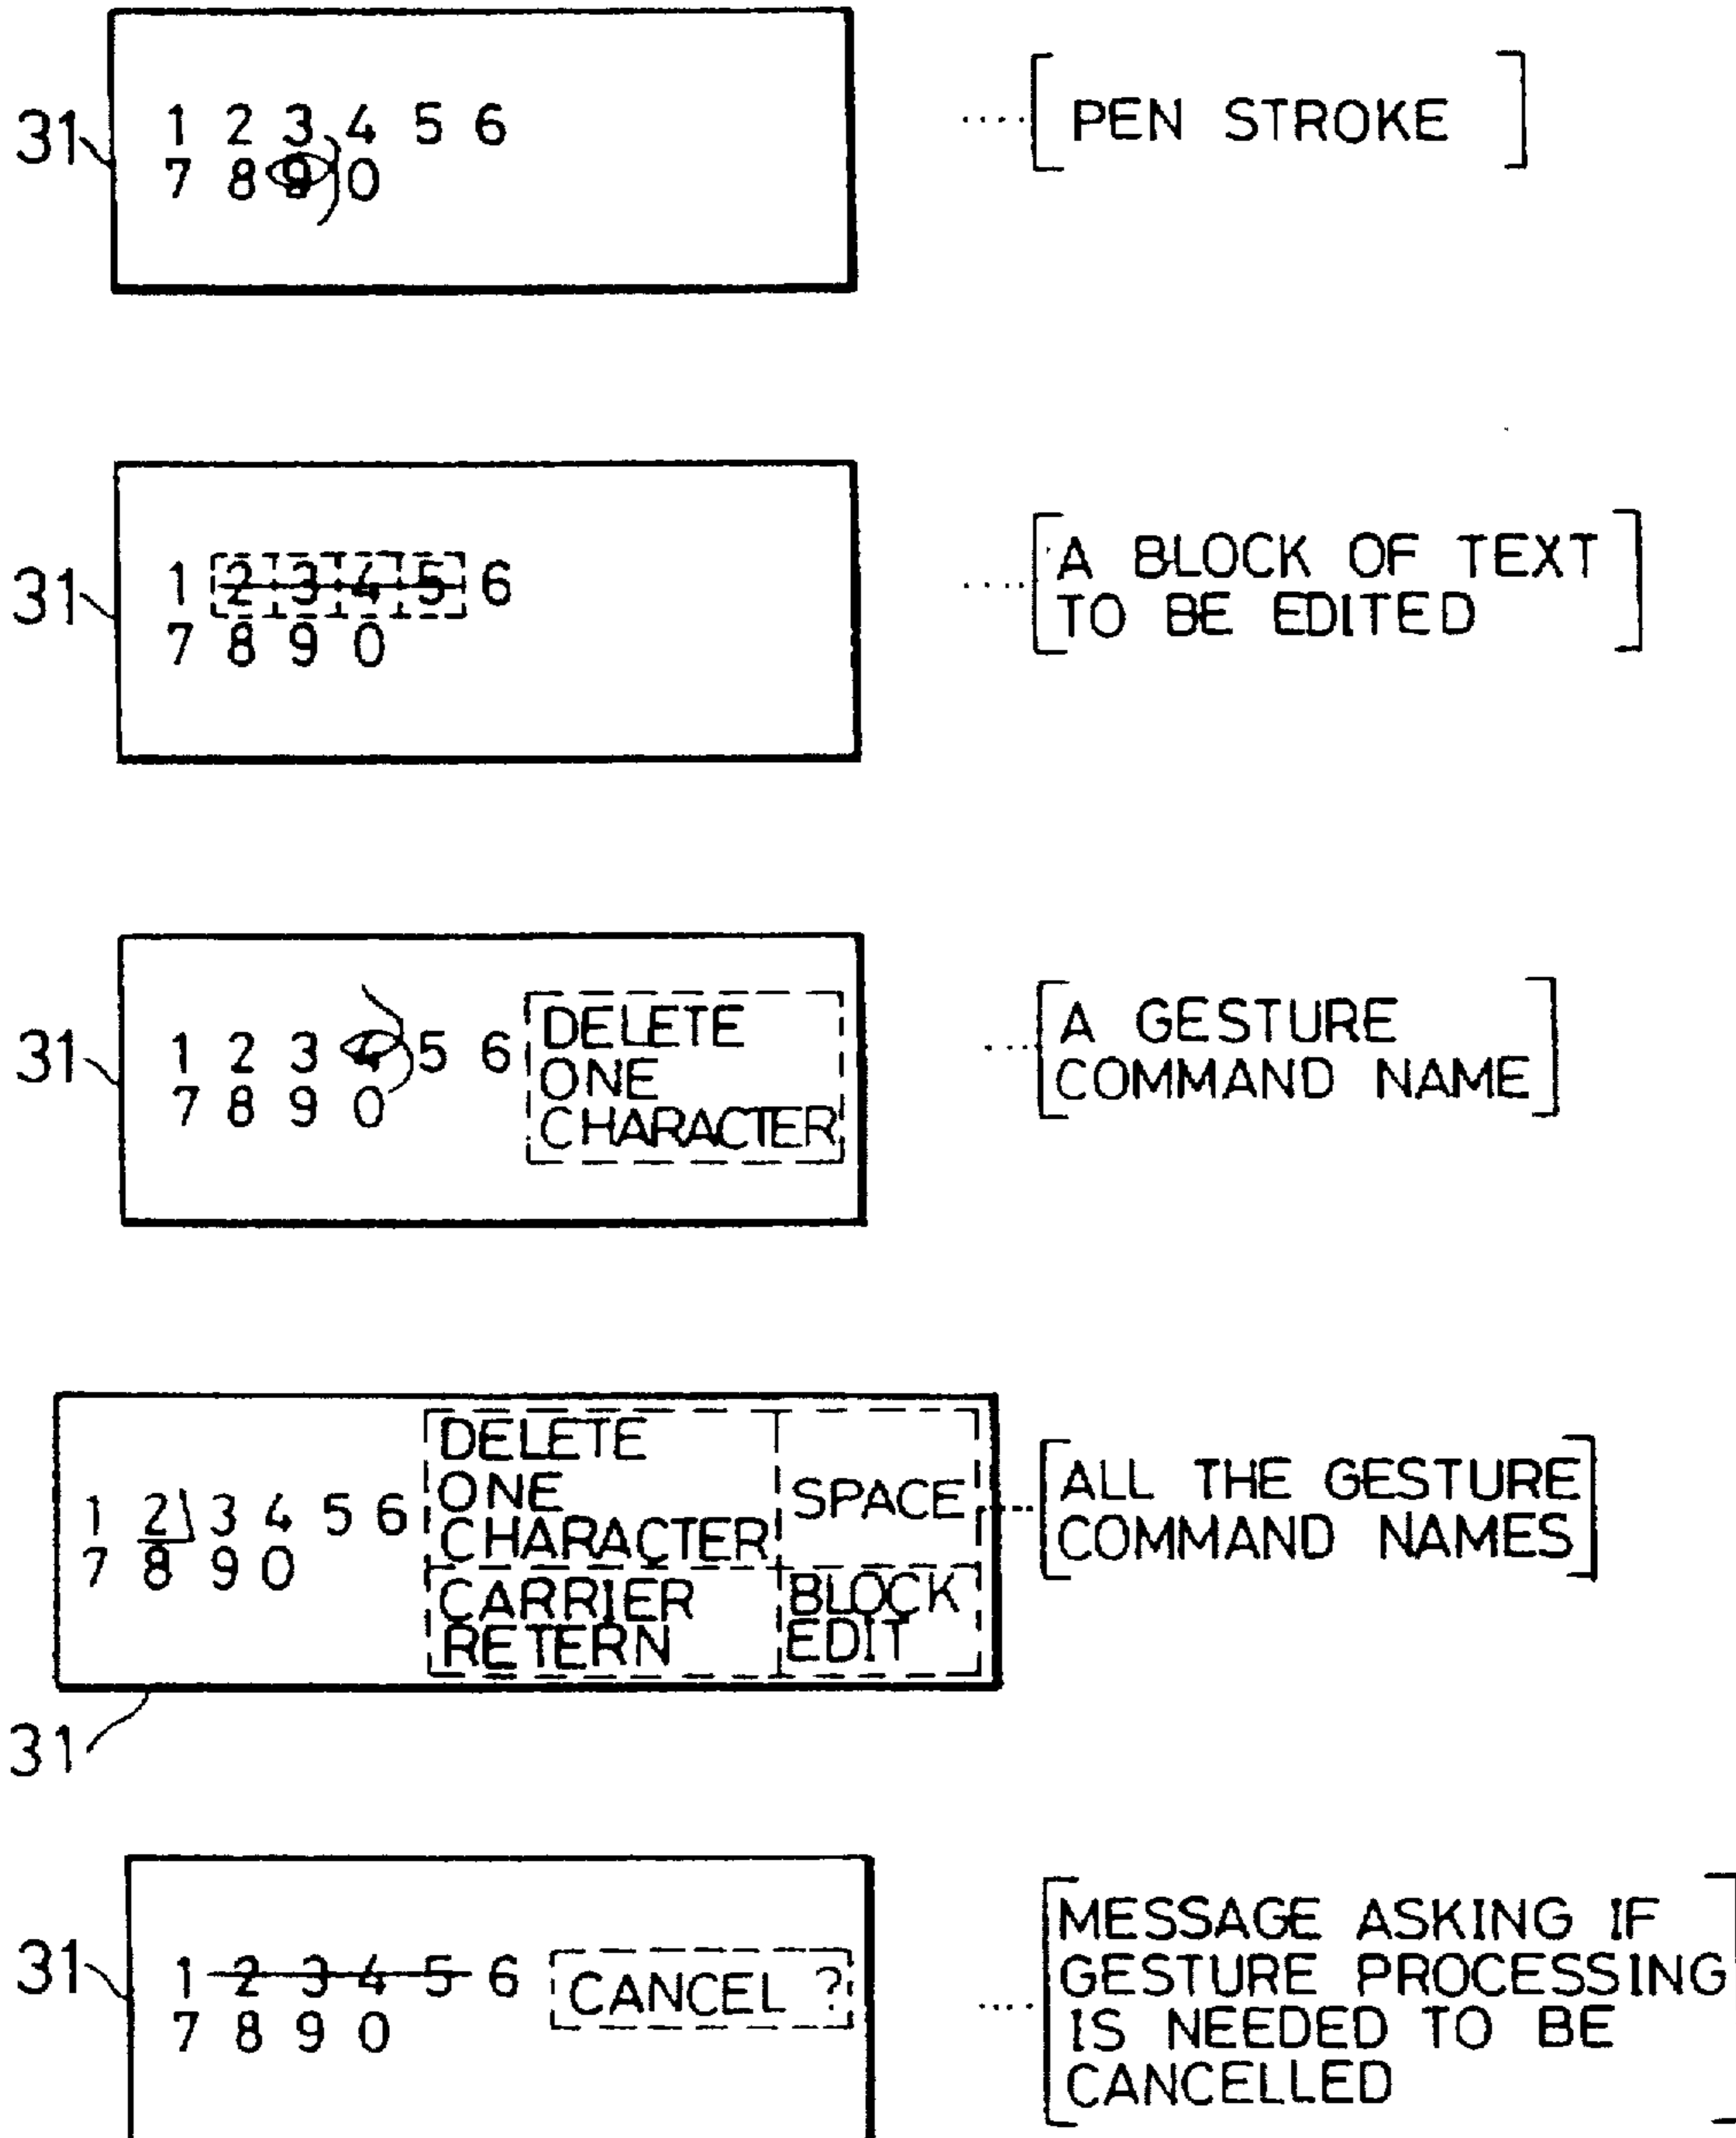 31
1 2 3 4 5 6
7 8 9 0
PEN STROKE
31
1 2 3 4 5 6
7 8 9 0
A BLOCK OF TEXT
TO BE EDITED
31
1 2 3 4 5 6
7 8 9 0
DELETE
ONE
CHARACTER
A GESTURE
COMMAND NAME
1 2 3 4 5 6
7 8 9 0
DELETE
ONE
CHARACTER
SPACE
CARRIER
RETERN
BLOCK
EDIT
ALL THE GESTURE
COMMAND NAMES
31
31
1 2 3 4 5 6
7 8 9 0
CANCEL ?
MESSAGE ASKING IF
GESTURE PROCESSING
IS NEEDED TO BE
CANCELLED